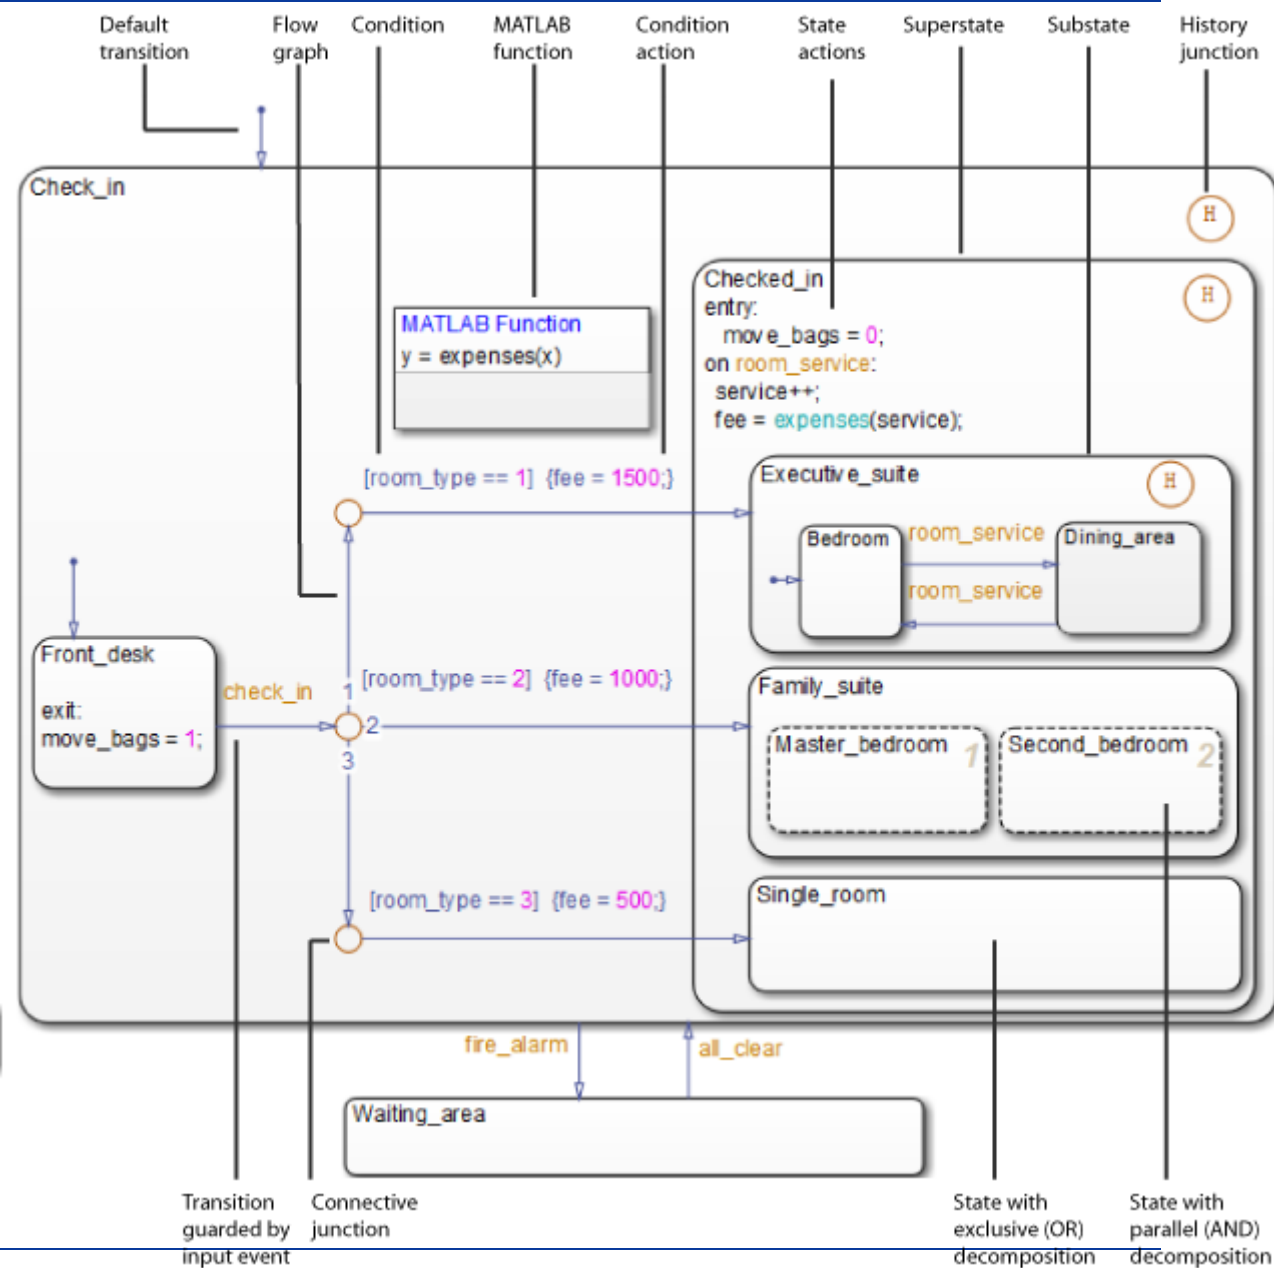 Default
transition
Flow
graph
Condition
MATLAB
function
Condition
action
State
actions
Superstate
Substate
History
junction
Check_in
H
Checked_in
H
entry:
move_bags = 0;
on room_service:
service++;
fee = expenses(service);
MATLAB Function
y = expenses(x)
[room_type == 1] {fee = 1500;}
Executive_suite
H
Bedroom
room_service
Dining_area
room_service
Front_desk
exit:
move_bags = 1;
check_in
1
2
3
[room_type == 2] {fee = 1000;}
Family_suite
Master_bedroom
1
Second_bedroom
2
[room_type == 3] {fee = 500;}
Single_room
fire_alarm
all_clear
Waiting_area
Transition
guarded by
input event
Connective
junction
State with
exclusive (OR)
decomposition
State with
parallel (AND)
decomposition